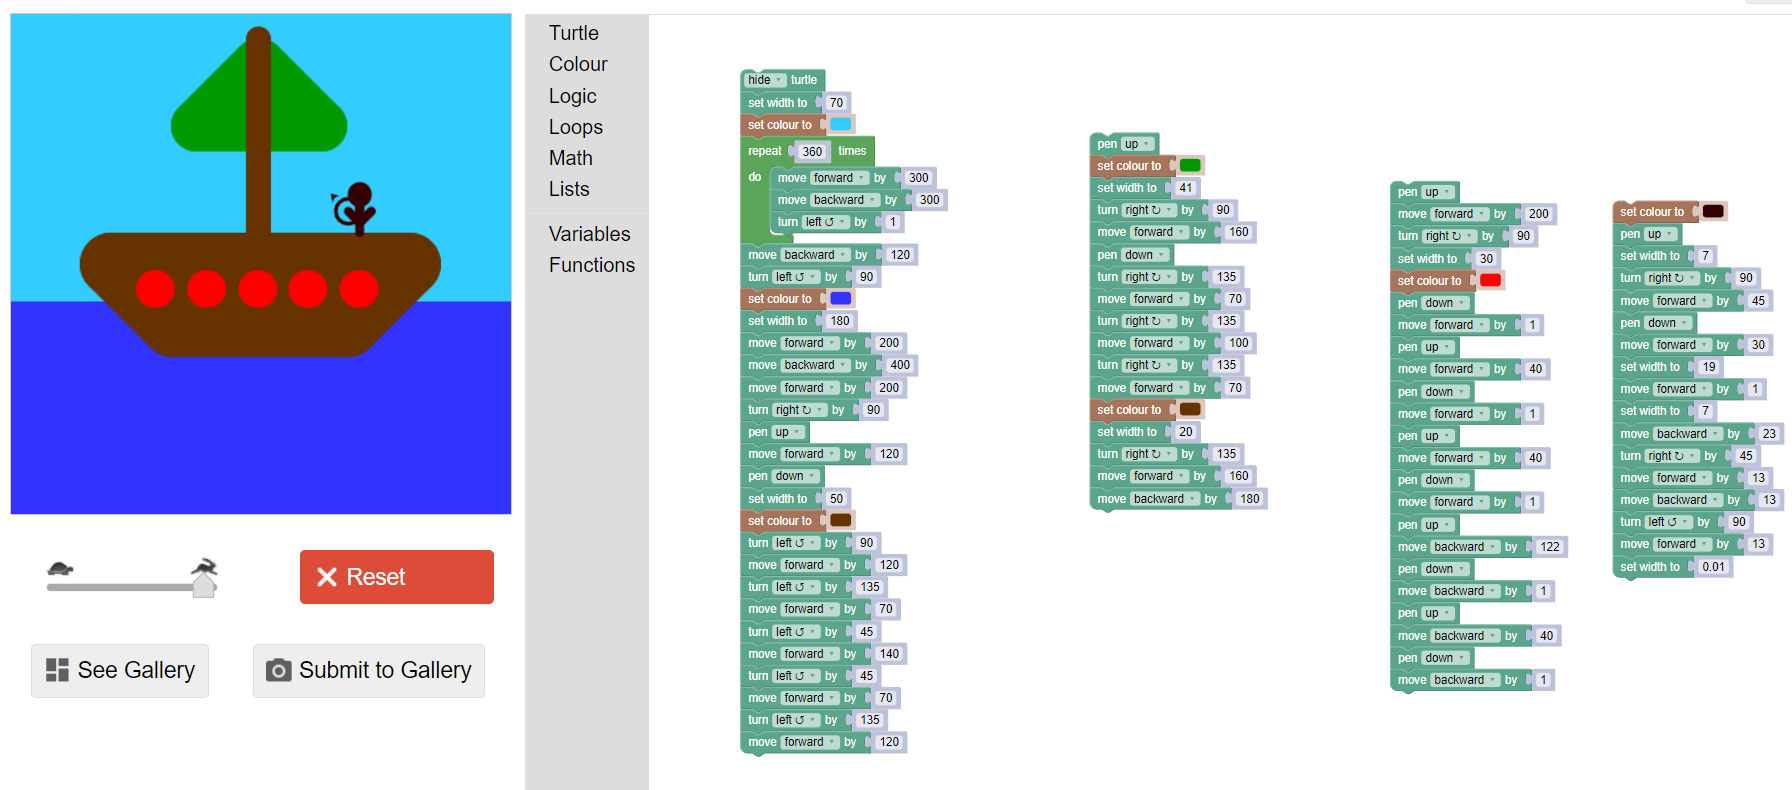 Turtle
Colour
Logic
Loops
Math
Lists
Variables
Functions
hide turtle
set width to 70
set colour to
repeat 360 times
do move forward by 300
move backward by 300
turn left ↺ by 1
move backward by 120
turn left ↺ by 90
set colour to
set width to 180
move forward by 200
move backward by 400
move forward by 200
turn right ↻ by 90
pen up
move forward by 120
pen down
set width to 50
set colour to
turn left ↺ by 90
move forward by 120
turn left ↺ by 135
move forward by 70
turn left ↺ by 45
move forward by 140
turn left ↺ by 45
move forward by 70
turn left ↺ by 135
move forward by 120
pen up
set colour to
set width to 41
turn right ↻ by 90
move forward by 160
pen down
turn right ↻ by 135
move forward by 70
turn right ↻ by 135
move forward by 100
turn right ↻ by 135
move forward by 70
set colour to
set width to 20
turn right ↻ by 135
move forward by 160
move backward by 180
pen up
move forward by 200
turn right ↻ by 90
set width to 30
set colour to
pen down
move forward by 1
pen up
move forward by 40
pen down
move forward by 1
pen up
move forward by 40
pen down
move forward by 1
pen up
move backward by 122
pen down
move backward by 1
pen up
move backward by 40
pen down
move backward by 1
set colour to
pen up
set width to 7
turn right ↻ by 90
move forward by 45
pen down
move forward by 30
set width to 19
move forward by 1
set width to 7
move backward by 23
turn right ↻ by 45
move forward by 13
move backward by 13
turn left ↺ by 90
move forward by 13
set width to 0.01
Reset
See Gallery
Submit to Gallery